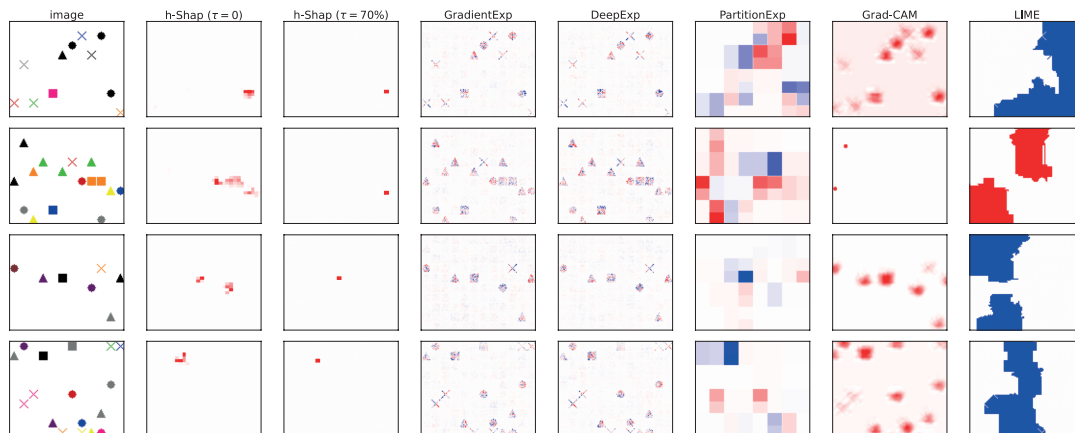 image h-Shap (τ = 0) h-Shap (τ = 70%) GradientExp DeepExp PartitionExp Grad-CAM LIME